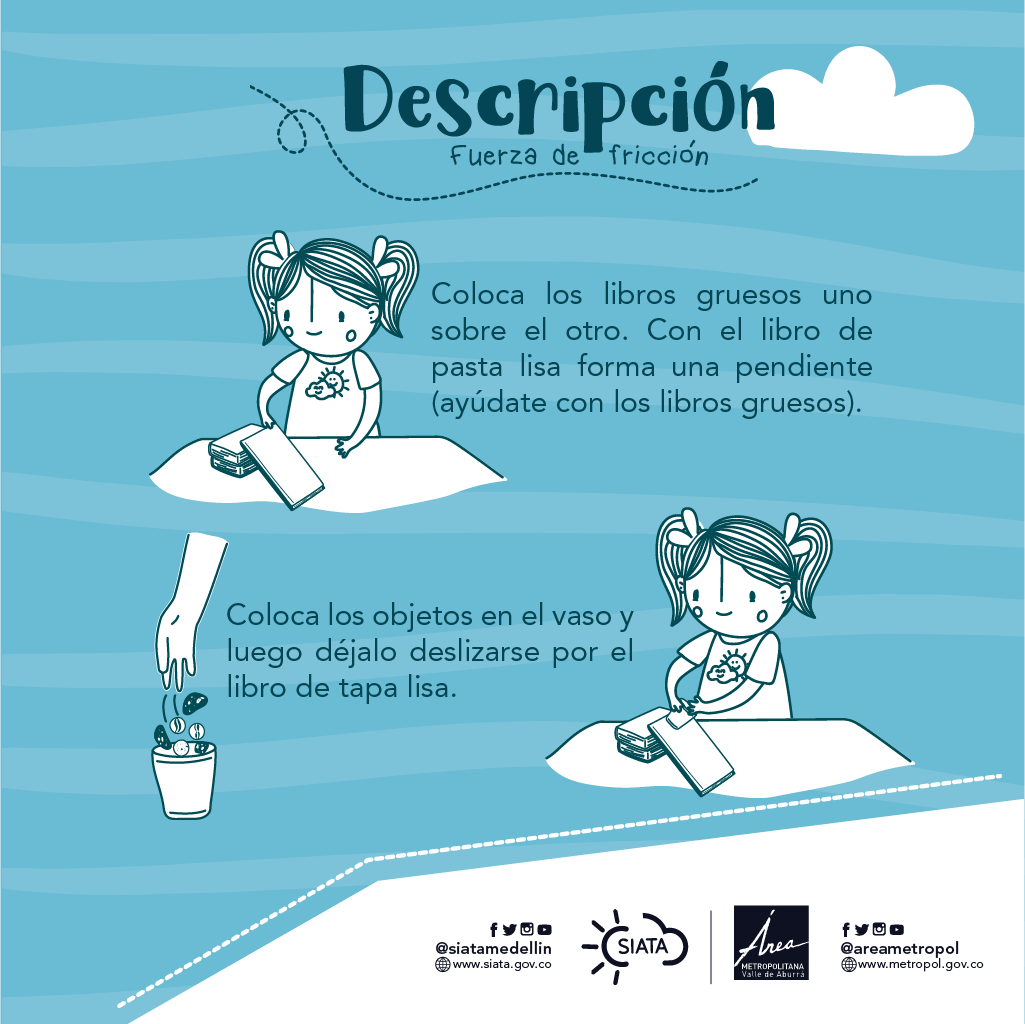 Descripción
Fuerza de fricción
Coloca los libros gruesos uno
sobre el otro. Con el libro de
pasta lisa forma una pendiente
(ayúdate con los libros gruesos).
Coloca los objetos en el vaso y
luego déjalo deslizarse por el
libro de tapa lisa.
@siatamedellin
www.siata.gov.co
SIATA
Área
METROPOLITANA
Valle de Aburrá
@areametropol
www.metropol.gov.co